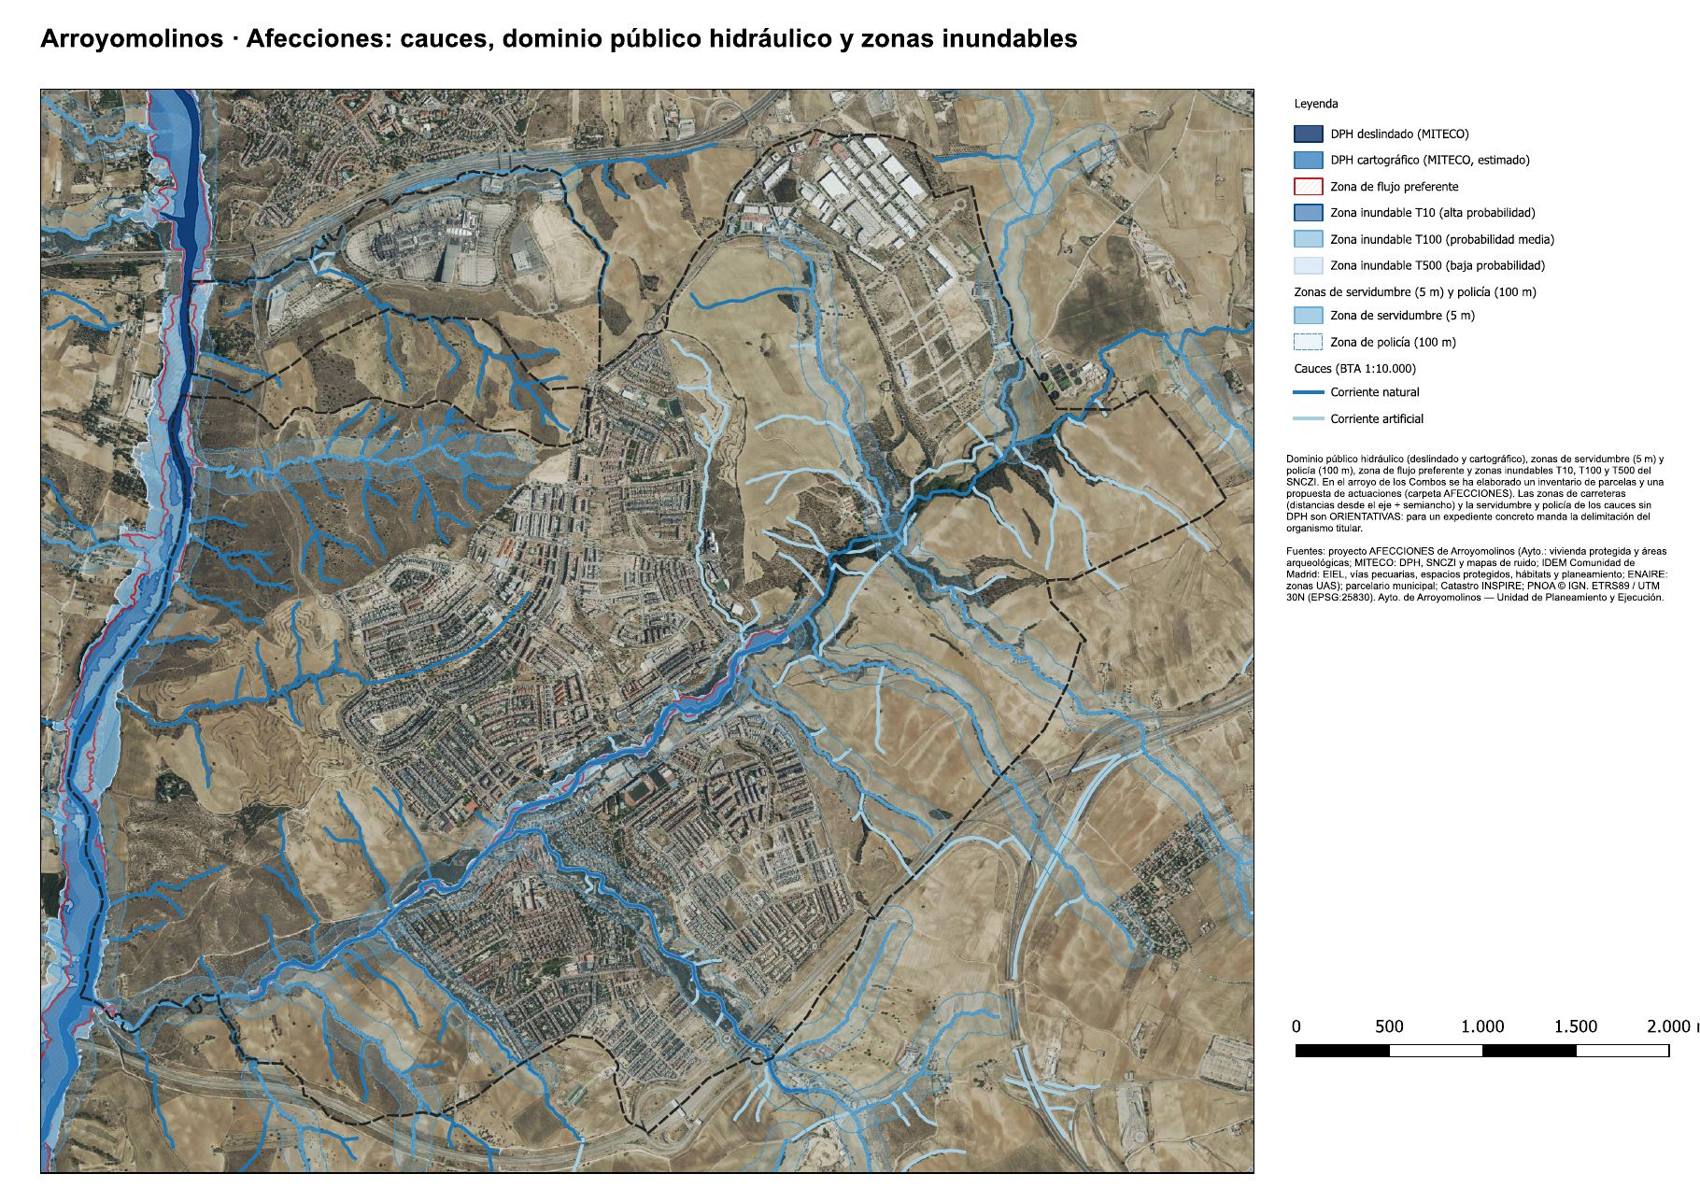 Arroyomolinos · Afecciones: cauces, dominio público hidráulico y zonas inundables
Leyenda
DPH deslindado (MITECO)
DPH cartográfico (MITECO, estimado)
Zona de flujo preferente
Zona inundable T10 (alta probabilidad)
Zona inundable T100 (probabilidad media)
Zona inundable T500 (baja probabilidad)
Zonas de servidumbre (5 m) y policía (100 m)
Zona de servidumbre (5 m)
Zona de policía (100 m)
Cauces (BTA 1:10.000)
Corriente natural
Corriente artificial
Dominio público hidráulico (deslindado y cartográfico), zonas de servidumbre (5 m) y
policía (100 m), zona de flujo preferente y zonas inundables T10, T100 y T500 del
SNCZI. En el arroyo de los Combos se ha elaborado un inventario de parcelas y una
propuesta de actuaciones (carpeta AFECCIONES). Las zonas de carreteras
(distancias desde el eje + semiancho) y la servidumbre y policía de los cauces sin
DPH son ORIENTATIVAS: para un expediente concreto manda la delimitación del
organismo titular.
Fuentes: proyecto AFECCIONES de Arroyomolinos (Ayto.: vivienda protegida y áreas
arqueológicas; MITECO: DPH, SNCZI y mapas de ruido; IDEM Comunidad de
Madrid: EIEL, vías pecuarias, espacios protegidos, hábitats y planeamiento; ENAIRE:
zonas UAS); parcelario municipal; Catastro INSPIRE; PNOA © IGN. ETRS89 / UTM
30N (EPSG:25830). Ayto. de Arroyomolinos — Unidad de Planeamiento y Ejecución.
0 500 1.000 1.500 2.000